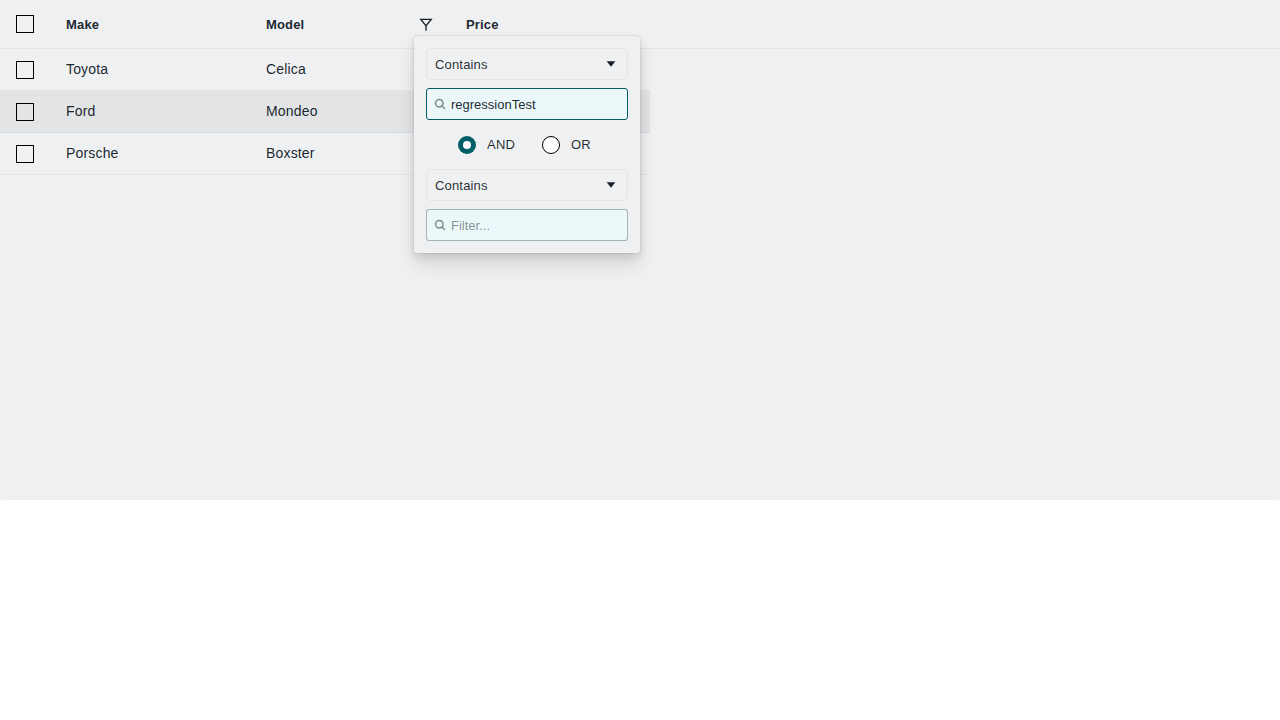 Make Model Price
Toyota Celica
Ford Mondeo
Porsche Boxster
Contains
regressionTest
AND OR
Contains
Filter...